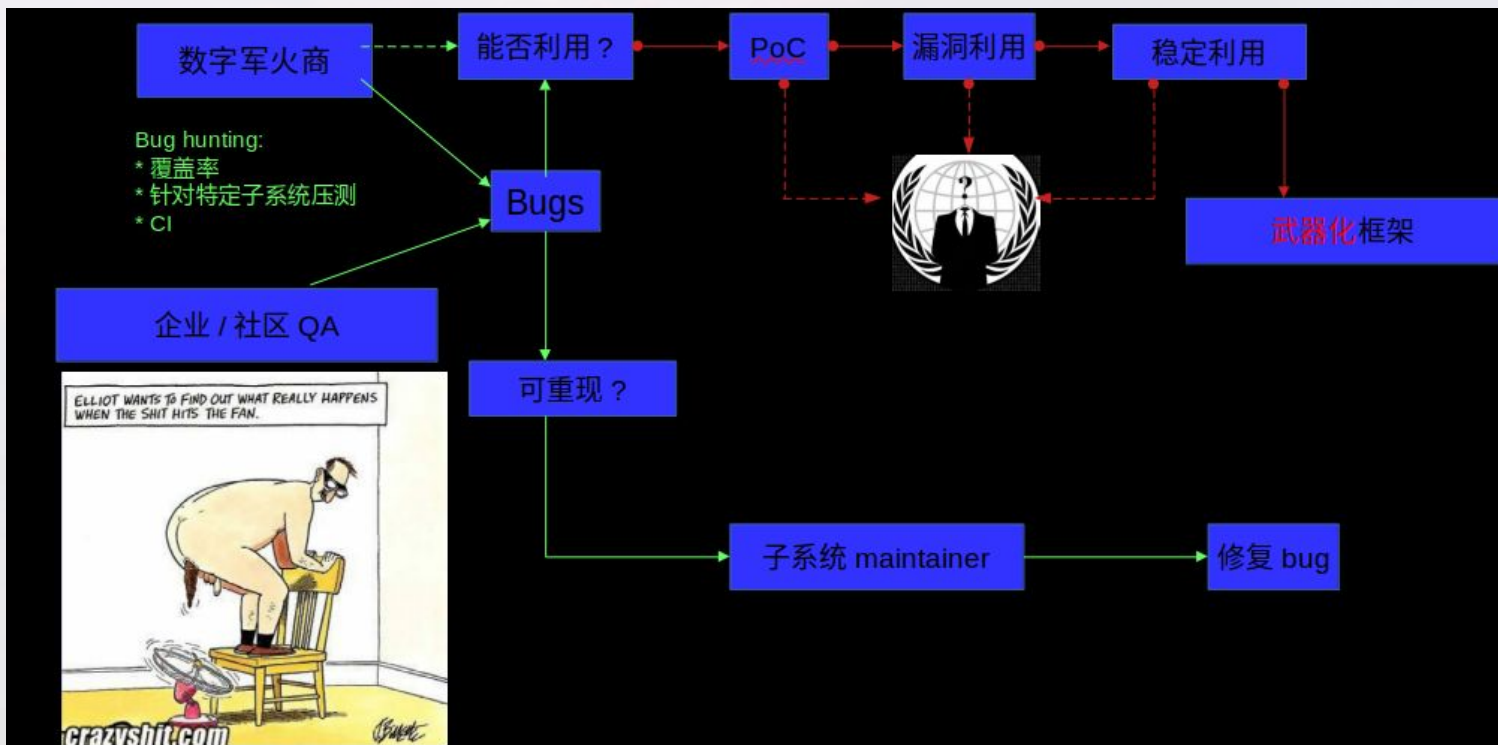 数字军火商
能否利用 ?
PoC
漏洞利用
稳定利用
Bug hunting:
* 覆盖率
* 针对特定子系统压测
* CI
Bugs
?
武器化框架
企业 / 社区 QA
可重现 ?
ELLIOT WANTS TO FIND OUT WHAT REALLY HAPPENS
WHEN THE SHIT HITS THE FAN.
子系统 maintainer
修复 bug
crazyshit.com